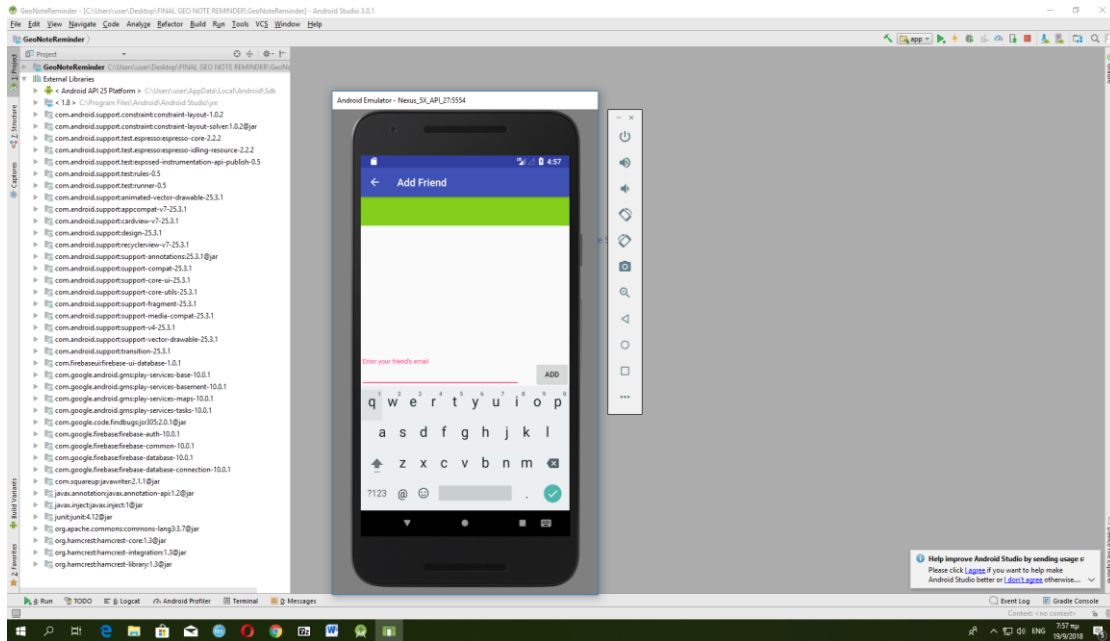 GeoNoteReminder - [C:\Users\user\Desktop\FINAL GEO NOTE REMINDER\GeoNoteReminder] - Android Studio 3.0.1
File Edit View Navigate Code Analyze Refactor Build Run Tools VCS Window Help
GeoNoteReminder
app
Project
GeoNoteReminder C:\Users\user\Desktop\FINAL GEO NOTE REMINDER\GeoNo
External Libraries
< Android API 25 Platform > C:\Users\user\AppData\Local\Android\Sdk
< 1.8 > C:\Program Files\Android\Android Studio\jre
com.android.support.constraint:constraint-layout-1.0.2
com.android.support.constraint:constraint-layout-solver:1.0.2@jar
com.android.support.test.espresso:espresso-core-2.2.2
com.android.support.test.espresso:espresso-idling-resource-2.2.2
com.android.support.test:exposed-instrumentation-api-publish-0.5
com.android.support.test:rules-0.5
com.android.support.test:runner-0.5
com.android.support:animated-vector-drawable-25.3.1
com.android.support:appcompat-v7-25.3.1
com.android.support:cardview-v7-25.3.1
com.android.support:design-25.3.1
com.android.support:recyclerview-v7-25.3.1
com.android.support:support-annotations:25.3.1@jar
com.android.support:support-compat-25.3.1
com.android.support:support-core-ui-25.3.1
com.android.support:support-core-utils-25.3.1
com.android.support:support-fragment-25.3.1
com.android.support:support-media-compat-25.3.1
com.android.support:support-v4-25.3.1
com.android.support:support-vector-drawable-25.3.1
com.android.support:transition-25.3.1
com.firebaseui:firebase-ui-database-1.0.1
com.google.android.gms:play-services-base-10.0.1
com.google.android.gms:play-services-basement-10.0.1
com.google.android.gms:play-services-maps-10.0.1
com.google.android.gms:play-services-tasks-10.0.1
com.google.code.findbugs:jsr305:2.0.1@jar
com.google.firebase:firebase-auth-10.0.1
com.google.firebase:firebase-common-10.0.1
com.google.firebase:firebase-database-10.0.1
com.google.firebase:firebase-database-connection-10.0.1
com.squareup:javawriter:2.1.1@jar
javax.annotation:javax.annotation-api:1.2@jar
javax.inject:javax.inject:1@jar
junit:junit:4.12@jar
org.apache.commons:commons-lang3:3.7@jar
org.hamcrest:hamcrest-core:1.3@jar
org.hamcrest:hamcrest-integration:1.3@jar
org.hamcrest:hamcrest-library:1.3@jar
1: Project
7: Structure
Captures
Build Variants
2: Favorites
Android Emulator - Nexus_5X_API_27:5554
4:57
Add Friend
Enter your friend's email
ADD
1 2 3 4 5 6 7 8 9 0
q w e r t y u i o p
a s d f g h j k l
z x c v b n m
?123 @ .
Help improve Android Studio by sending usage s
Please click I agree if you want to help make
Android Studio better or I don't agree otherwise....
4: Run TODO 6: Logcat Android Profiler Terminal 0: Messages
Event Log Gradle Console
Context: <no context>
ENG
7:57 πμ
19/9/2018